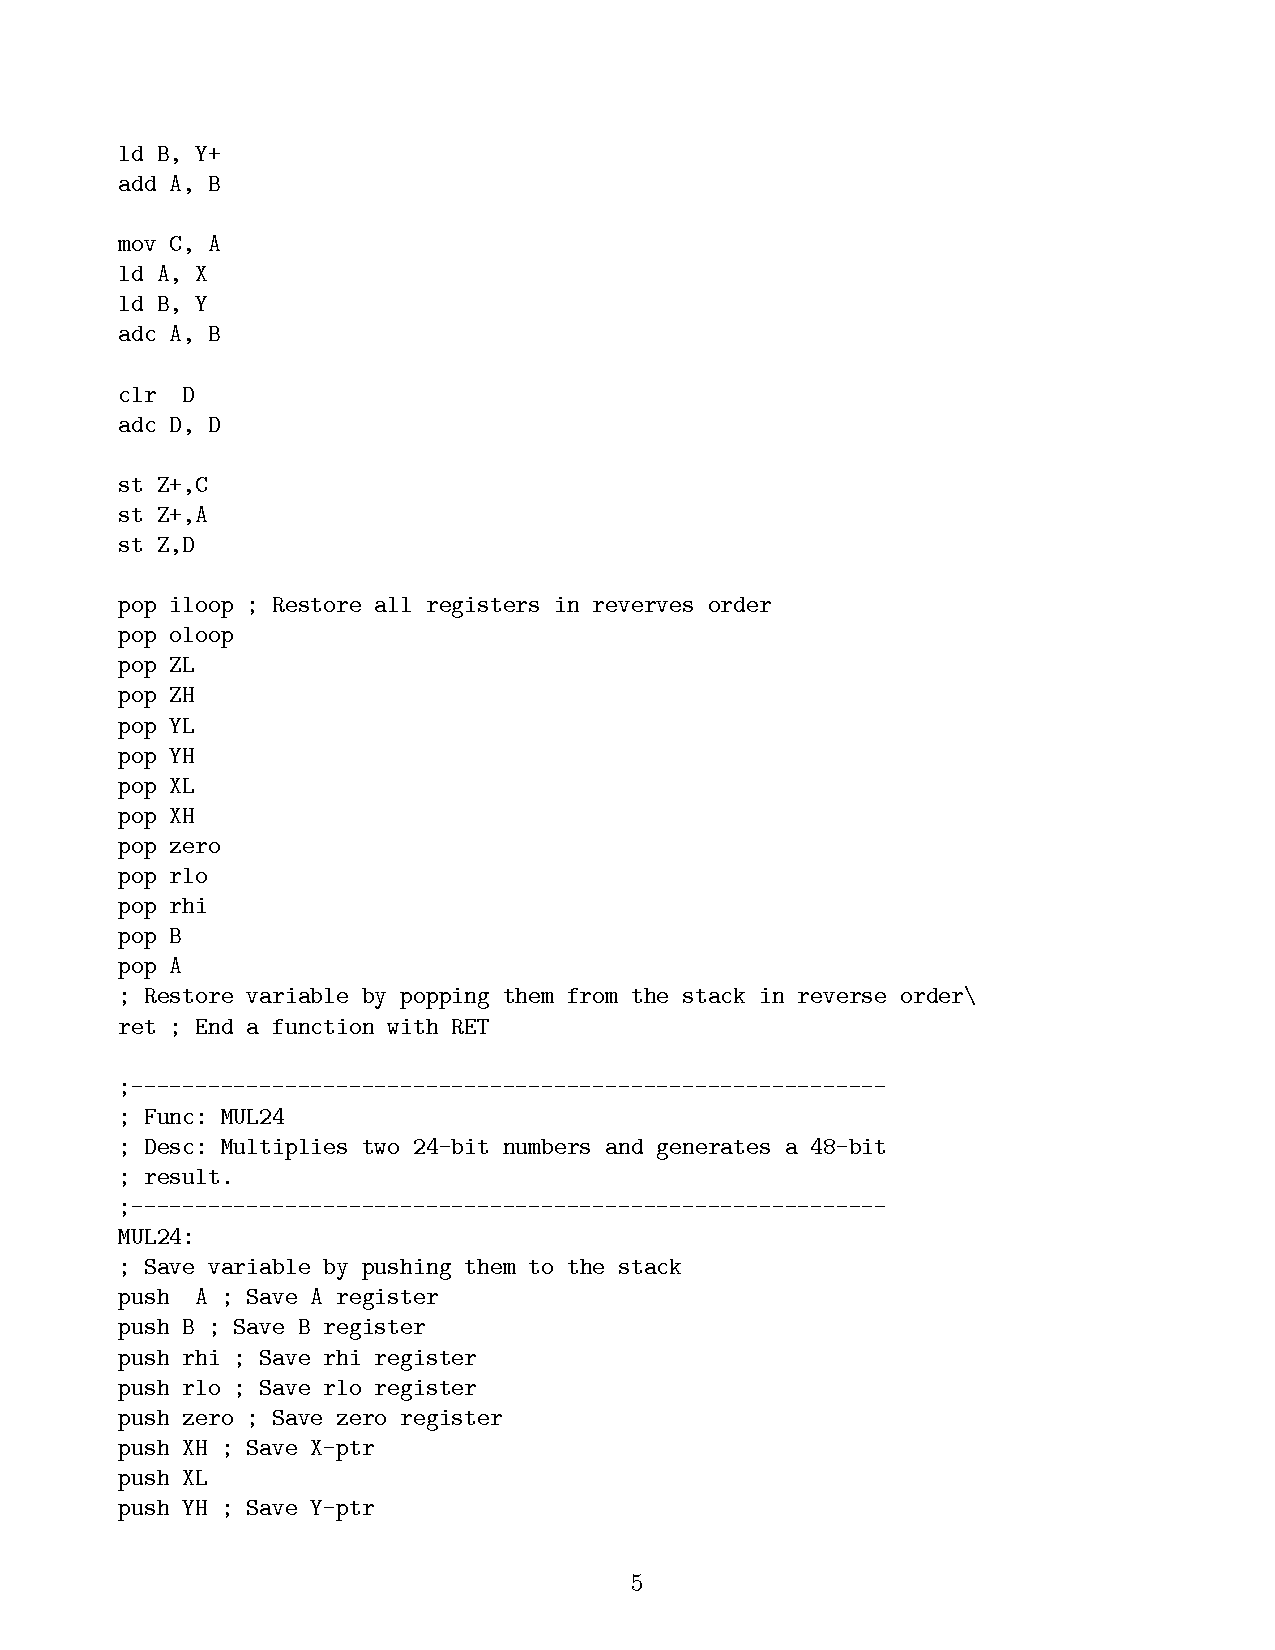 ld B, Y+
add A, B
mov C, A
ld A, X
ld B, Y
adc A, B
clr  D
adc D, D
st Z+,C
st Z+,A
st Z,D
pop iloop ; Restore all registers in reverves order
pop oloop
pop ZL
pop ZH
pop YL
pop YH
pop XL
pop XH
pop zero
pop rlo
pop rhi
pop B
pop A
; Restore variable by popping them from the stack in reverse order\
ret ; End a function with RET
;-----------------------------------------------------------
; Func: MUL24
; Desc: Multiplies two 24-bit numbers and generates a 48-bit
; result.
;-----------------------------------------------------------
MUL24:
; Save variable by pushing them to the stack
push  A ; Save A register
push B ; Save B register
push rhi ; Save rhi register
push rlo ; Save rlo register
push zero ; Save zero register
push XH ; Save X-ptr
push XL
push YH ; Save Y-ptr
5